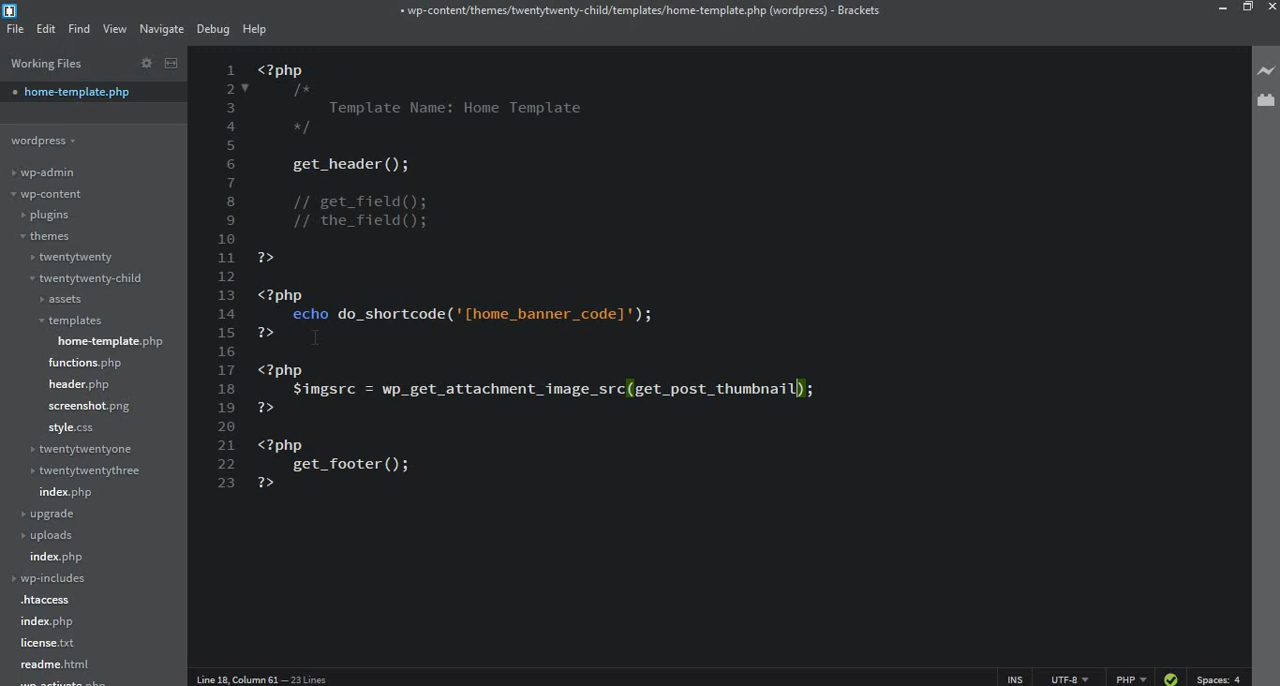 • wp-content/themes/twentytwenty-child/templates/home-template.php (wordpress) - Brackets
File Edit Find View Navigate Debug Help
Working Files
• home-template.php
wordpress
wp-admin
wp-content
plugins
themes
twentytwenty
twentytwenty-child
assets
templates
home-template.php
functions.php
header.php
screenshot.png
style.css
twentytwentyone
twentytwentythree
index.php
upgrade
uploads
index.php
wp-includes
.htaccess
index.php
license.txt
readme.html
wp-activate.php
1 <?php
2 /*
3 Template Name: Home Template
4 */
5
6 get_header();
7
8 // get_field();
9 // the_field();
10
11 ?>
12
13 <?php
14 echo do_shortcode('[home_banner_code]');
15 ?>
16
17 <?php
18 $imgsrc = wp_get_attachment_image_src(get_post_thumbnail);
19 ?>
20
21 <?php
22 get_footer();
23 ?>
Line 18, Column 61 — 23 Lines
INS UTF-8 PHP Spaces: 4